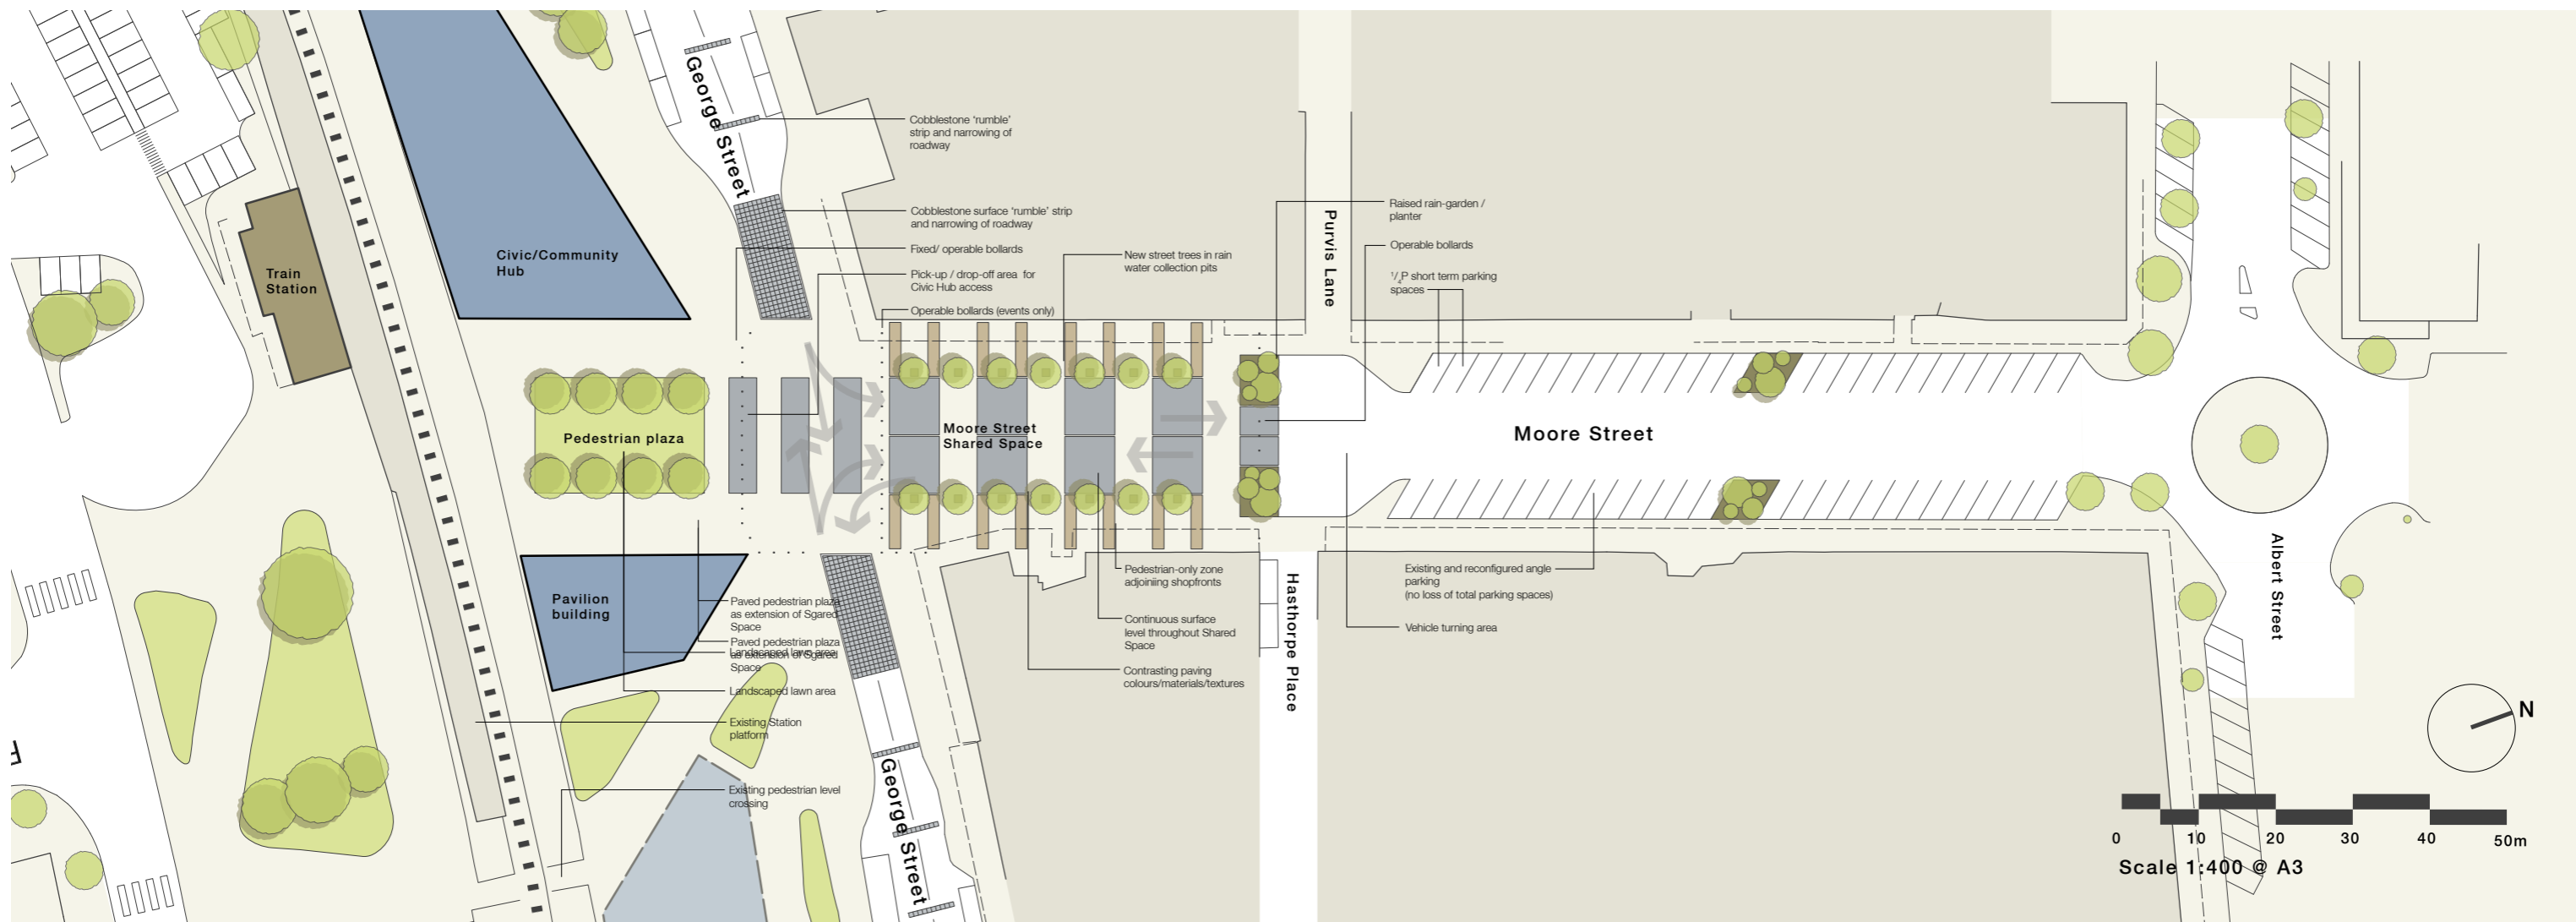 George Street
Cobblestone ‘rumble’
strip and narrowing of
roadway
Cobblestone surface ‘rumble’ strip
and narrowing of roadway
Fixed/ operable bollards
Pick-up / drop-off area for
Civic Hub access
Operable bollards (events only)
New street trees in rain
water collection pits
Purvis Lane
Raised rain-garden /
planter
Operable bollards
1/4P short term parking
spaces
Civic/Community
Hub
Train
Station
Pedestrian plaza
Moore Street
Shared Space
Moore Street
Albert Street
Pavilion
building
Paved pedestrian plaza
as extension of Sgared
Space
Paved pedestrian plaza
as extension of Sgared
Space
Landscaped lawn area
Landscaped lawn area
Existing Station
platform
Existing pedestrian level
crossing
George Street
Pedestrian-only zone
adjoiniing shopfronts
Continuous surface
level throughout Shared
Space
Contrasting paving
colours/materials/textures
Hasthorpe Place
Existing and reconfigured angle
parking
(no loss of total parking spaces)
Vehicle turning area
N
0 10 20 30 40 50m
Scale 1:400 @ A3